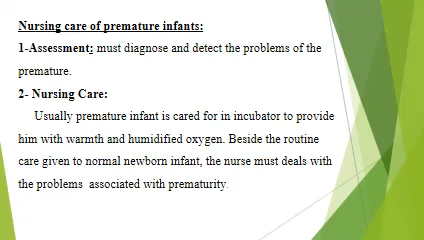 Nursing care of premature infants:
1-Assessment: must diagnose and detect the problems of the
premature.
2- Nursing Care:
Usually premature infant is cared for in incubator to provide
him with warmth and humidified oxygen. Beside the routine
care given to normal newborn infant, the nurse must deals with
the problems associated with prematurity.